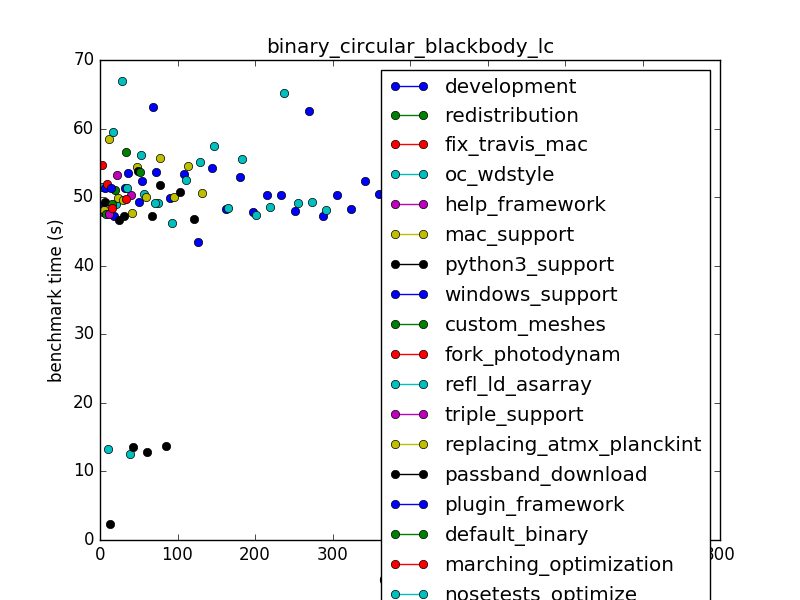 binary_circular_blackbody_lc
70
60
50
40
30
20
10
0
benchmark time (s)
0
100
200
300
800
development
redistribution
fix_travis_mac
oc_wdstyle
help_framework
mac_support
python3_support
windows_support
custom_meshes
fork_photodynam
refl_ld_asarray
triple_support
replacing_atmx_planckint
passband_download
plugin_framework
default_binary
marching_optimization
nosetests_optimize